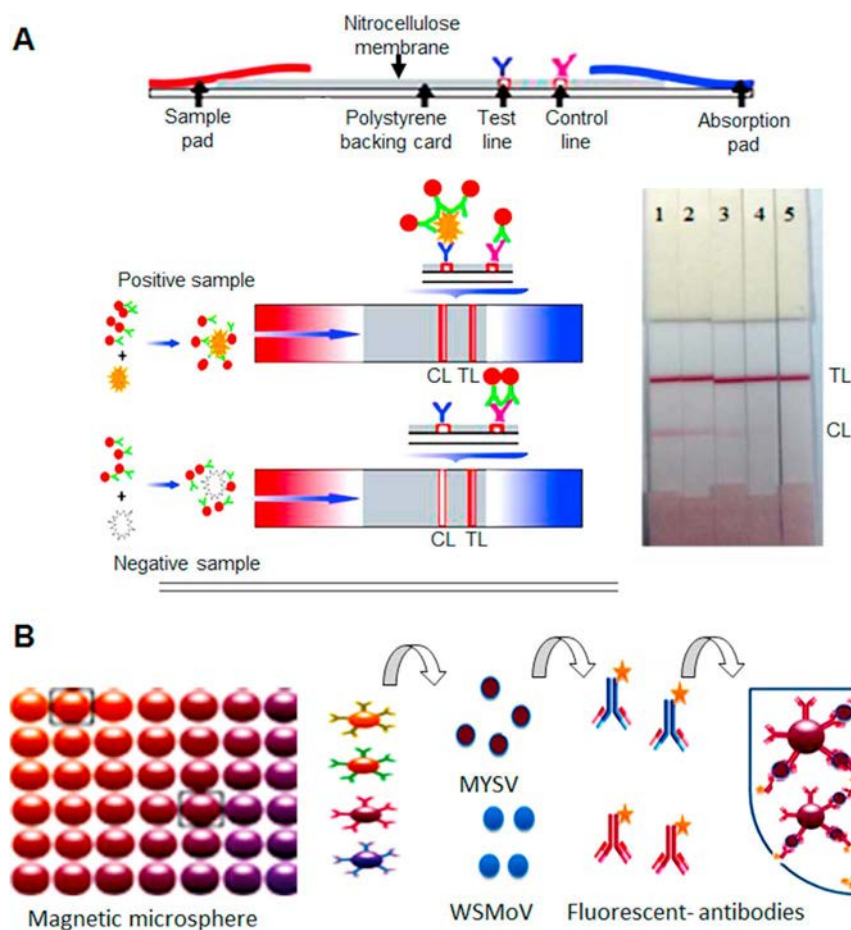 A
Nitrocellulose
membrane
Sample
pad
Polystyrene
backing card
Test
line
Control
line
Absorption
pad
Positive sample
+
CL TL
1 2 3 4 5
TL
CL
+
CL TL
Negative sample
B
MYSV
Magnetic microsphere
WSMoV
Fluorescent- antibodies